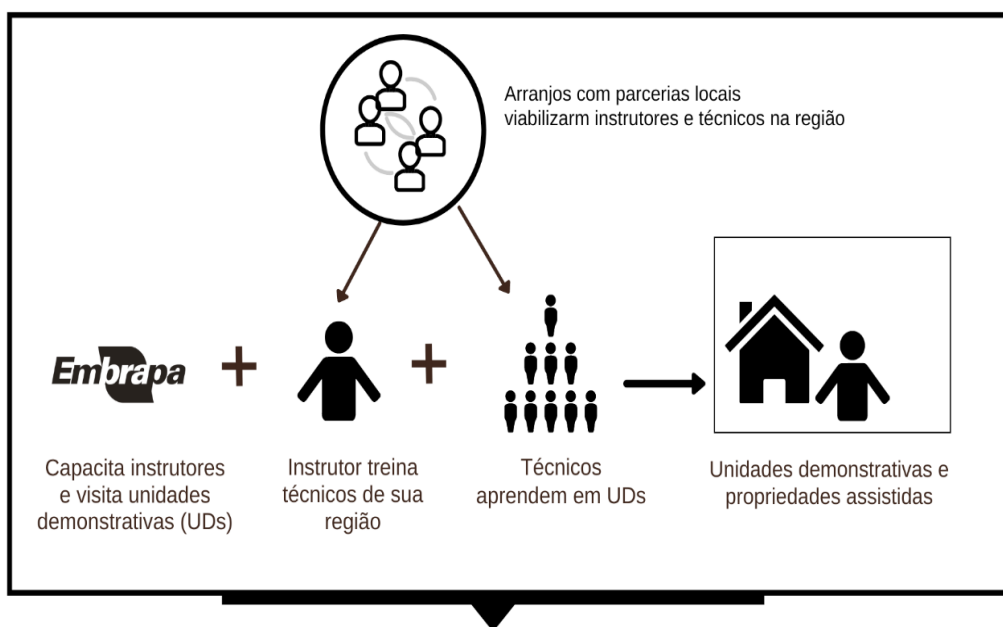 Arranjos com parcerias locais
viabilizarm instrutores e técnicos na região
Embrapa
Capacita instrutores
e visita unidades
demonstrativas (UDs)
Instrutor treina
técnicos de sua
região
Técnicos
aprendem em UDs
Unidades demonstrativas e
propriedades assistidas